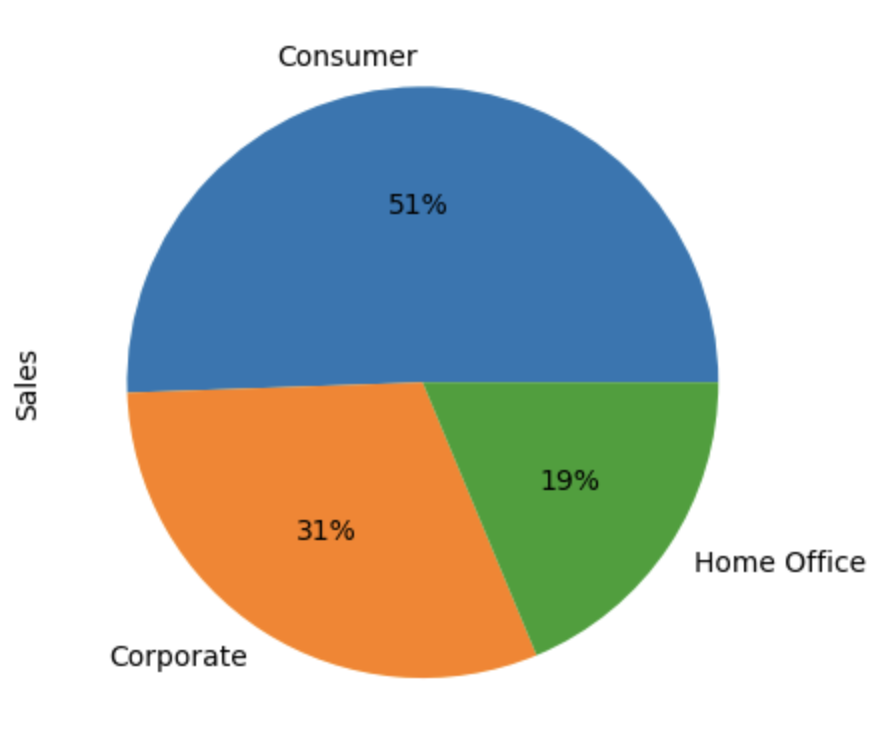 Consumer
51%
Sales
19%
31%
Home Office
Corporate